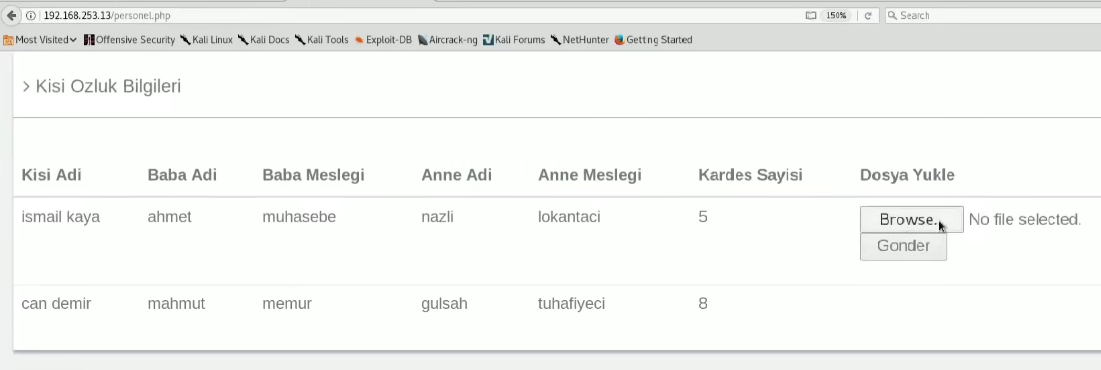 192.168.253.13/personel.php 150% Search
Most Visited Offensive Security Kali Linux Kali Docs Kali Tools Exploit-DB Aircrack-ng Kali Forums NetHunter Getting Started
> Kisi Ozluk Bilgileri
Kisi Adi Baba Adi Baba Meslegi Anne Adi Anne Meslegi Kardes Sayisi Dosya Yukle
ismail kaya ahmet muhasebe nazli lokantaci 5 Browse... No file selected.
Gonder
can demir mahmut memur gulsah tuhafiyeci 8